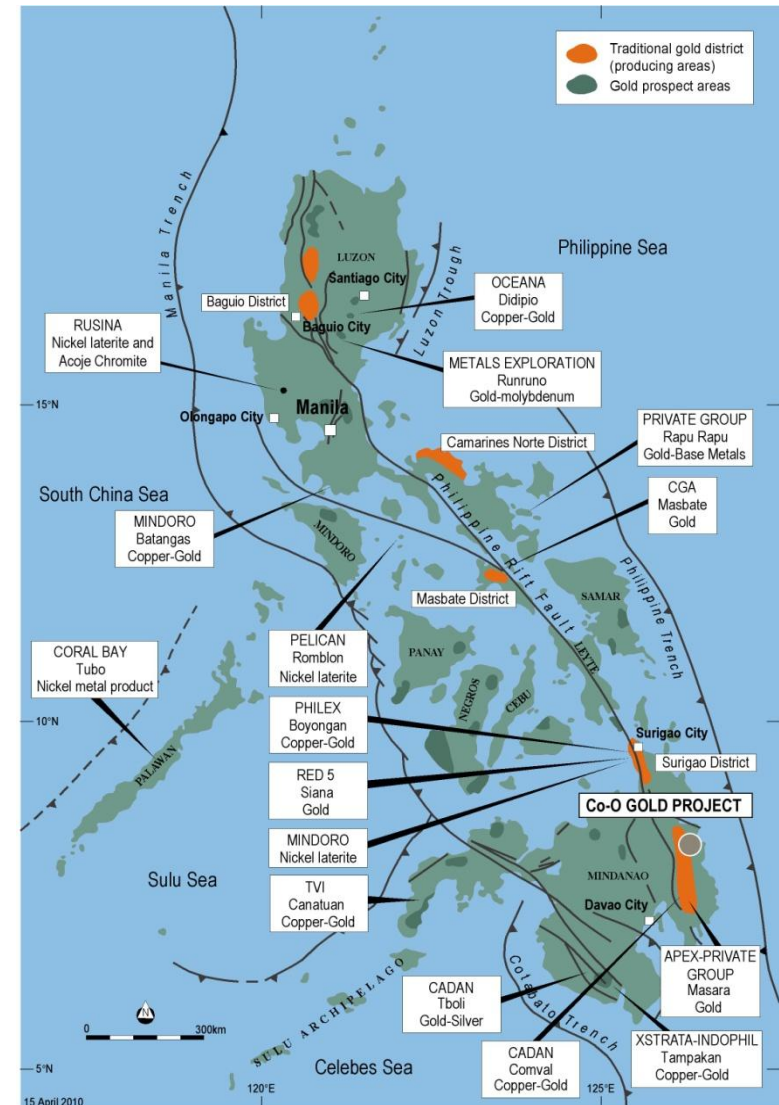 Traditional gold district
(producing areas)
Gold prospect areas
Manila Trench
LUZON
Santiago City
Philippine Sea
Luzon Trough
OCEANA
Didipio
Copper-Gold
Baguio District
Baguio City
RUSINA
Nickel laterite and
Acoje Chromite
METALS EXPLORATION
Runruno
Gold-molybdenum
15°N
Manila
Olongapo City
PRIVATE GROUP
Rapu Rapu
Gold-Base Metals
Camarines Norte District
South China Sea
CGA
Masbate
Gold
MINDORO
Batangas
Copper-Gold
MINDORO
Philippine Rift Fault
Philippine Trench
SAMAR
Masbate District
CORAL BAY
Tubo
Nickel metal product
PELICAN
Romblon
Nickel laterite
PANAY
LEYTE
NEGROS
CEBU
PHILEX
Boyongan
Copper-Gold
10°N
Surigao City
PALAWAN
Surigao District
RED 5
Siana
Gold
Co-O GOLD PROJECT
MINDORO
Nickel laterite
Sulu Sea
MINDANAO
TVI
Canatuan
Copper-Gold
Davao City
APEX-PRIVATE
GROUP
Masara
Gold
Cotabato Trench
CADAN
Tboli
Gold-Silver
SULU ARCHIPELAGO
N
0 300km
XSTRATA-INDOPHIL
Tampakan
Copper-Gold
CADAN
Comval
Copper-Gold
Celebes Sea
5°N
120°E
125°E
15 April 2010